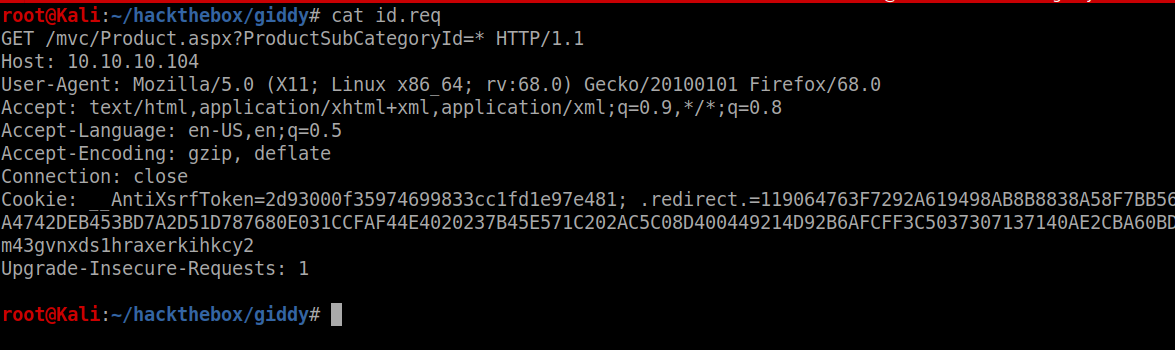 root@Kali:~/hackthebox/giddy# cat id.req
GET /mvc/Product.aspx?ProductSubCategoryId=* HTTP/1.1
Host: 10.10.10.104
User-Agent: Mozilla/5.0 (X11; Linux x86_64; rv:68.0) Gecko/20100101 Firefox/68.0
Accept: text/html,application/xhtml+xml,application/xml;q=0.9,*/*;q=0.8
Accept-Language: en-US,en;q=0.5
Accept-Encoding: gzip, deflate
Connection: close
Cookie: __AntiXsrfToken=2d93000f35974699833cc1fd1e97e481; .redirect.=119064763F7292A619498AB8B8838A58F7BB56
A4742DEB453BD7A2D51D787680E031CCFAF44E4020237B45E571C202AC5C08D400449214D92B6AFCFF3C5037307137140AE2CBA60BD
m43gvnxds1hraxerkihkcy2
Upgrade-Insecure-Requests: 1
root@Kali:~/hackthebox/giddy#